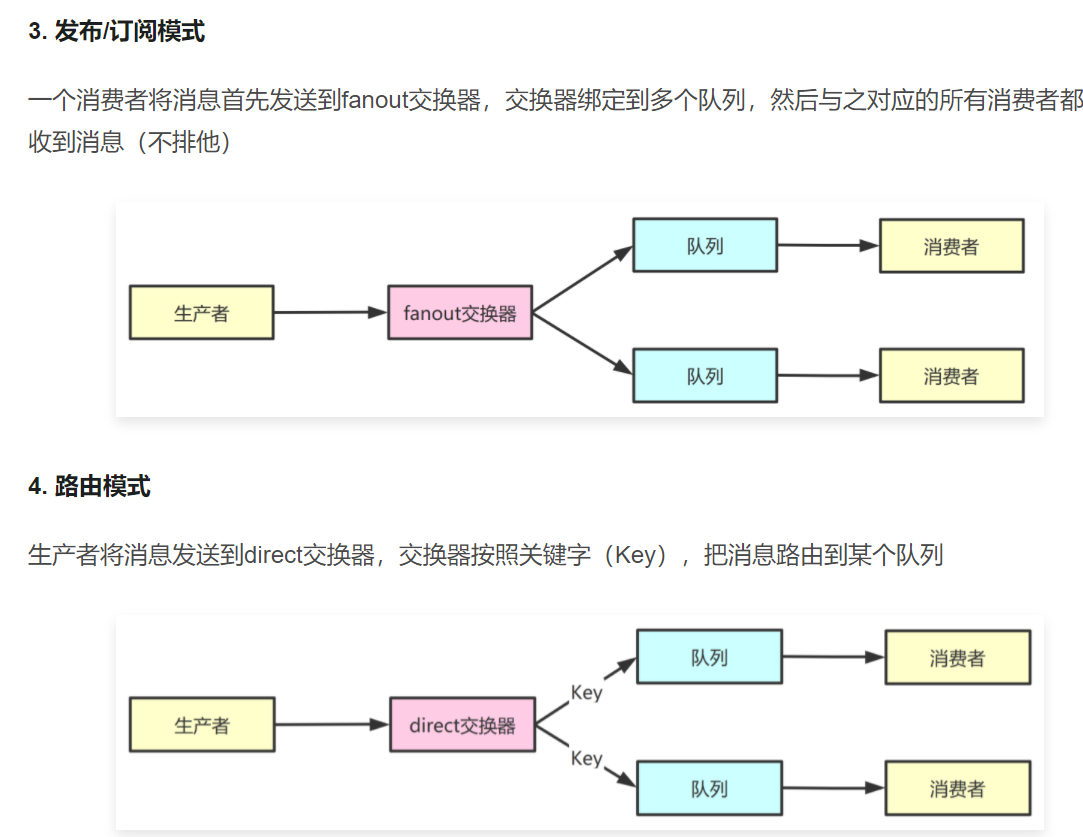 3. 发布/订阅模式
一个消费者将消息首先发送到fanout交换器，交换器绑定到多个队列，然后与之对应的所有消费者都
收到消息（不排他）
队列
消费者
生产者
fanout交换器
队列
消费者
4. 路由模式
生产者将消息发送到direct交换器，交换器按照关键字（Key），把消息路由到某个队列
队列
消费者
Key
生产者
direct交换器
Key
队列
消费者